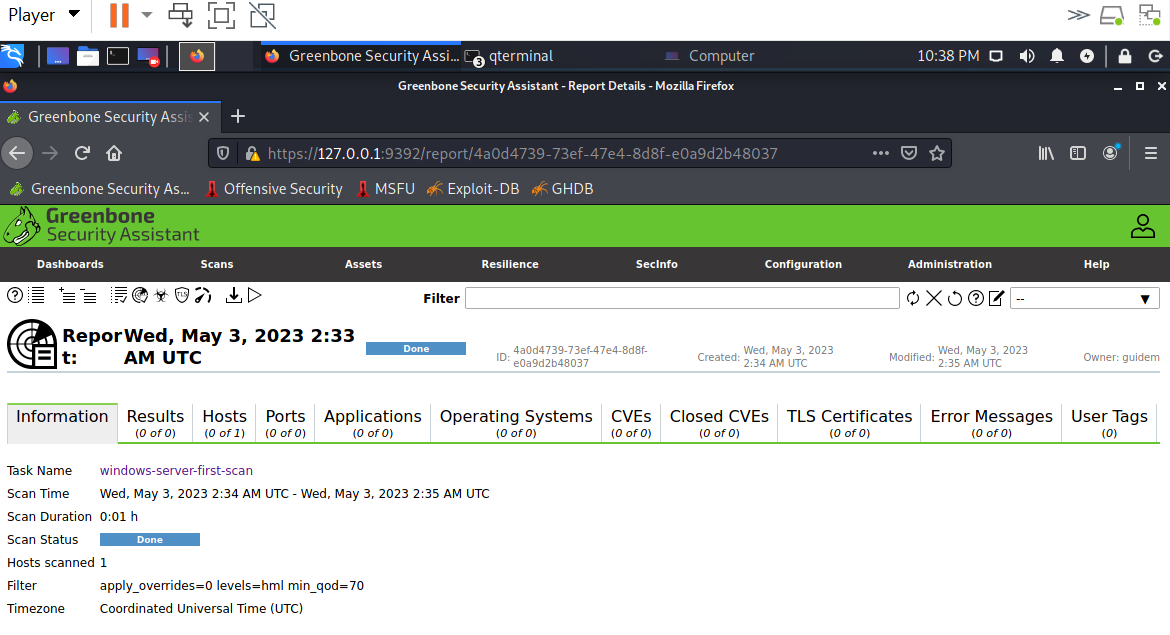 Player
Greenbone Security Assi... 3 qterminal Computer 10:38 PM
Greenbone Security Assistant - Report Details - Mozilla Firefox
Greenbone Security Assis
https://127.0.0.1:9392/report/4a0d4739-73ef-47e4-8d8f-e0a9d2b48037
Greenbone Security As... Offensive Security MSFU Exploit-DB GHDB
Greenbone
Security Assistant
Dashboards Scans Assets Resilience SecInfo Configuration Administration Help
TLS Filter --
Repor Wed, May 3, 2023 2:33
t: AM UTC
Done
ID: 4a0d4739-73ef-47e4-8d8f-
e0a9d2b48037
Created: Wed, May 3, 2023
2:34 AM UTC
Modified: Wed, May 3, 2023
2:35 AM UTC
Owner: guidem
Information Results Hosts Ports Applications Operating Systems CVEs Closed CVEs TLS Certificates Error Messages User Tags
(0 of 0) (0 of 1) (0 of 0) (0 of 0) (0 of 0) (0 of 0) (0 of 0) (0 of 0) (0 of 0) (0)
Task Name windows-server-first-scan
Scan Time Wed, May 3, 2023 2:34 AM UTC - Wed, May 3, 2023 2:35 AM UTC
Scan Duration 0:01 h
Scan Status Done
Hosts scanned 1
Filter apply_overrides=0 levels=hml min_qod=70
Timezone Coordinated Universal Time (UTC)